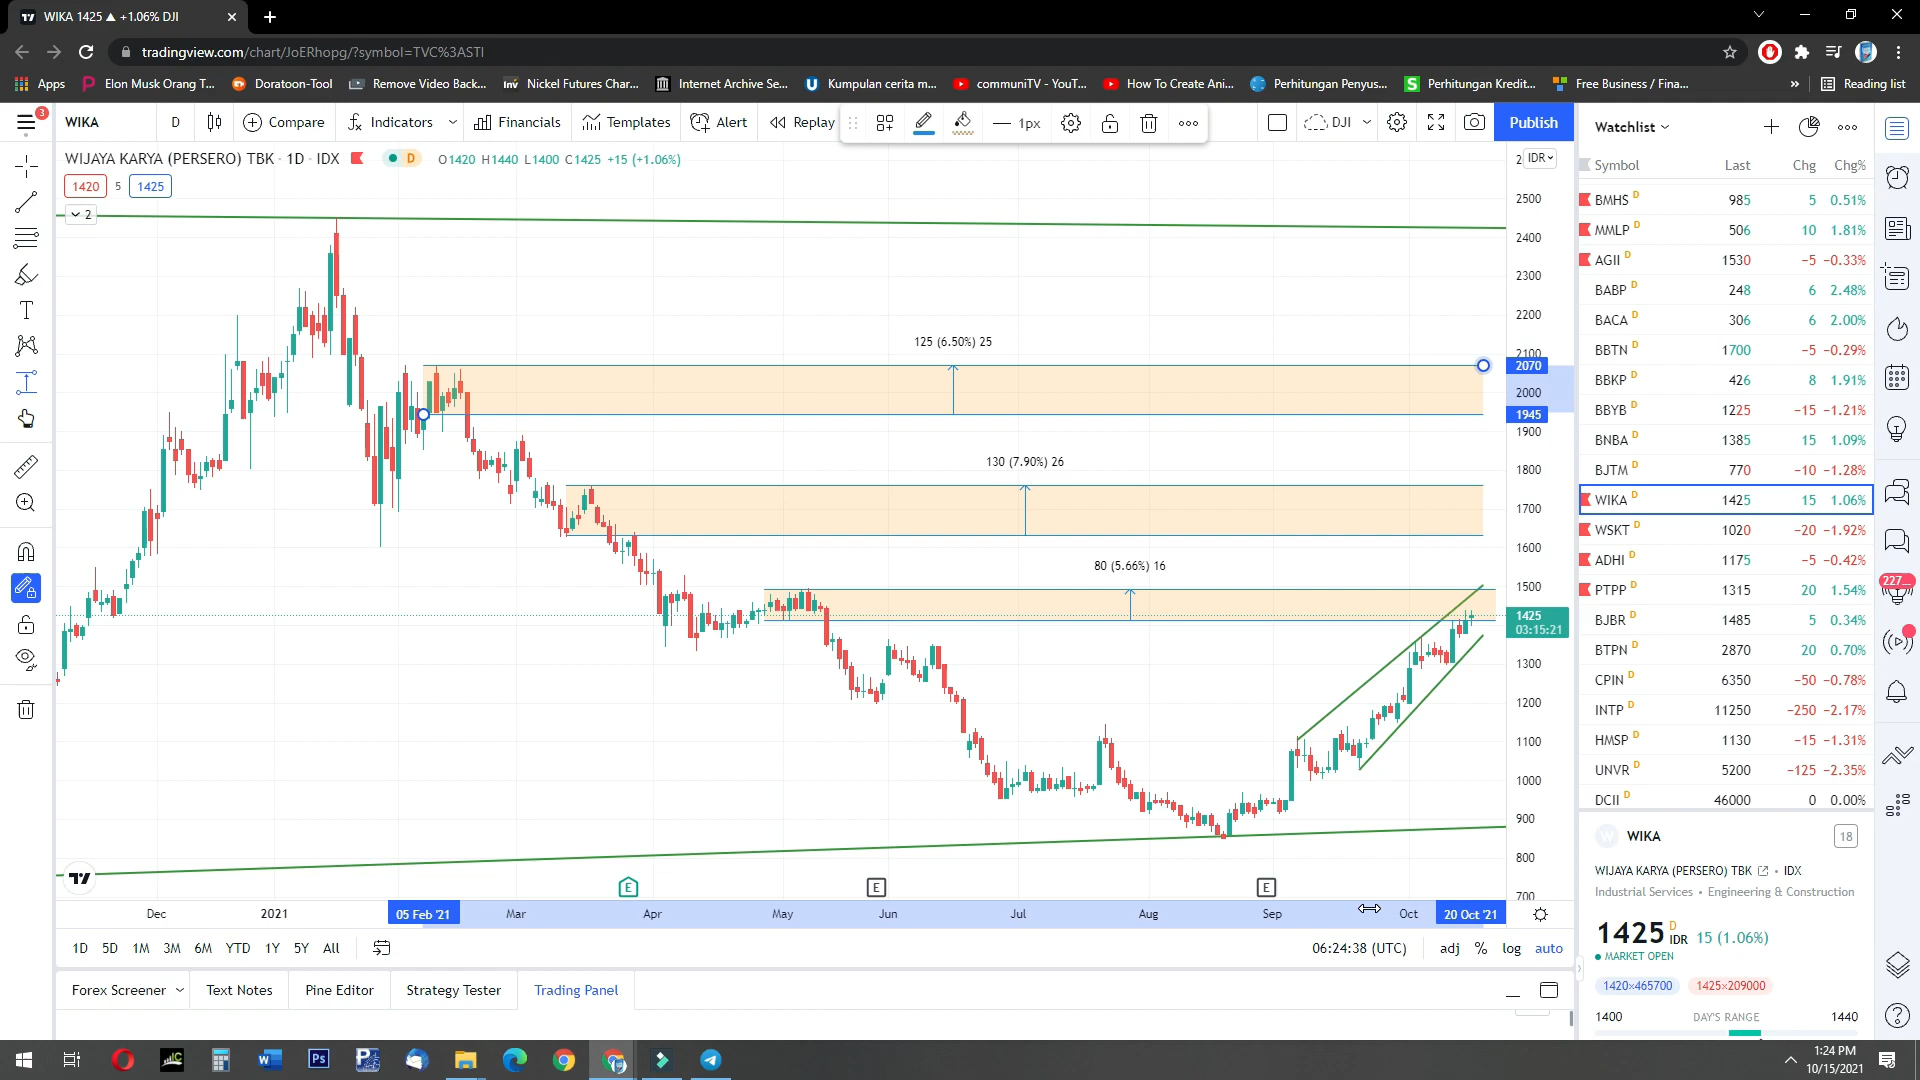 WIKA 1425 ▲ +1.06% DJI
tradingview.com/chart/JoERhopg/?symbol=TVC%3ASTI
Apps
Elon Musk Orang T...
Doratoon-Tool
Remove Video Back...
Nickel Futures Char...
Internet Archive Se...
Kumpulan cerita m...
communiTV - YouT...
How To Create Ani...
Perhitungan Penyus...
Perhitungan Kredit...
Free Business / Fina...
»
Reading list
3
WIKA
D
Compare
Indicators
Financials
Templates
Alert
Replay
1px
DJI
Publish
WIJAYA KARYA (PERSERO) TBK · 1D · IDX
D
O1420 H1440 L1400 C1425 +15 (+1.06%)
1420 5 1425
2
IDR
2500
2400
2300
2200
2100
2070
2000
1945
1900
1800
1700
1600
1500
1425
03:15:21
1300
1200
1100
1000
900
800
700
125 (6.50%) 25
130 (7.90%) 26
80 (5.66%) 16
E
E
E
Dec
2021
05 Feb '21
Mar
Apr
May
Jun
Jul
Aug
Sep
Oct
20 Oct '21
1D 5D 1M 3M 6M YTD 1Y 5Y All
06:24:38 (UTC)
adj % log auto
Forex Screener
Text Notes
Pine Editor
Strategy Tester
Trading Panel
Watchlist
Symbol Last Chg Chg%
BMHS D 985 5 0.51%
MMLP D 506 10 1.81%
AGII D 1530 −5 −0.33%
BABP D 248 6 2.48%
BACA D 306 6 2.00%
BBTN D 1700 −5 −0.29%
BBKP D 426 8 1.91%
BBYB D 1225 −15 −1.21%
BNBA D 1385 15 1.09%
BJTM D 770 −10 −1.28%
WIKA D 1425 15 1.06%
WSKT D 1020 −20 −1.92%
ADHI D 1175 −5 −0.42%
PTPP D 1315 20 1.54%
BJBR D 1485 5 0.34%
BTPN D 2870 20 0.70%
CPIN D 6350 −50 −0.78%
INTP D 11250 −250 −2.17%
HMSP D 1130 −15 −1.31%
UNVR D 5200 −125 −2.35%
DCII D 46000 0 0.00%
227
W WIKA
18
WIJAYA KARYA (PERSERO) TBK • IDX
Industrial Services • Engineering & Construction
1425 D IDR 15 (1.06%)
MARKET OPEN
1420×465700 1425×209000
1400 DAY'S RANGE 1440
1:24 PM
10/15/2021